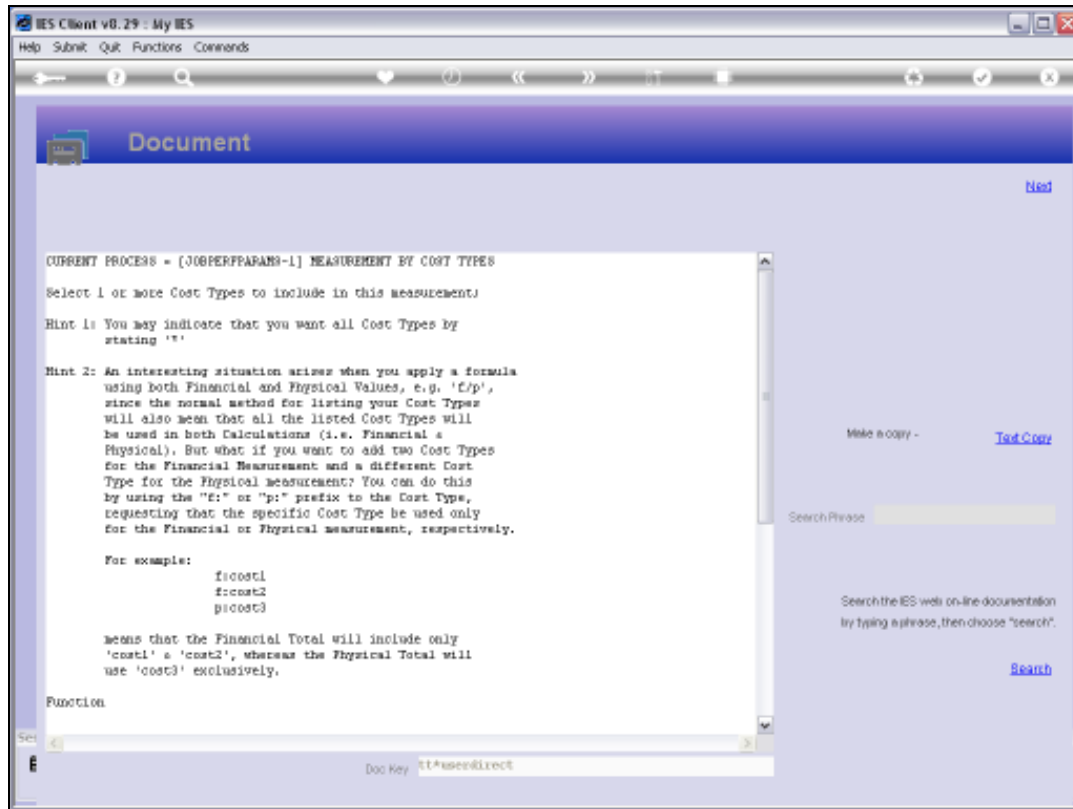 IES Client v8.29 : My IES
Help Submit Quit Functions Commands
Document
Next
CURRENT PROCESS = [JOBPERFPARAMS-1] MEASUREMENT BY COST TYPES
Select 1 or more Cost Types to include in this measurement;
Hint 1: You may indicate that you want all Cost Types by
stating '*'
Hint 2: An interesting situation arises when you apply a formula
using both Financial and Physical Values, e.g. 'f/p',
since the normal method for listing your Cost Types
will also mean that all the listed Cost Types will
be used in both Calculations (i.e. Financial &
Physical). But what if you want to add two Cost Types
for the Financial Measurement and a different Cost
Type for the Physical measurement? You can do this
by using the "f:" or "p:" prefix to the Cost Type,
requesting that the specific Cost Type be used only
for the Financial or Physical measurement, respectively.
For example:
f:cost1
f:cost2
p:cost3
means that the Financial Total will include only
'cost1' & 'cost2', whereas the Physical Total will
use 'cost3' exclusively.
Function
Make a copy -
Text Copy
Search Phrase
Search the IES web on-line documentation
by typing a phrase, then choose "search".
Search
Doc Key tt*userdirect